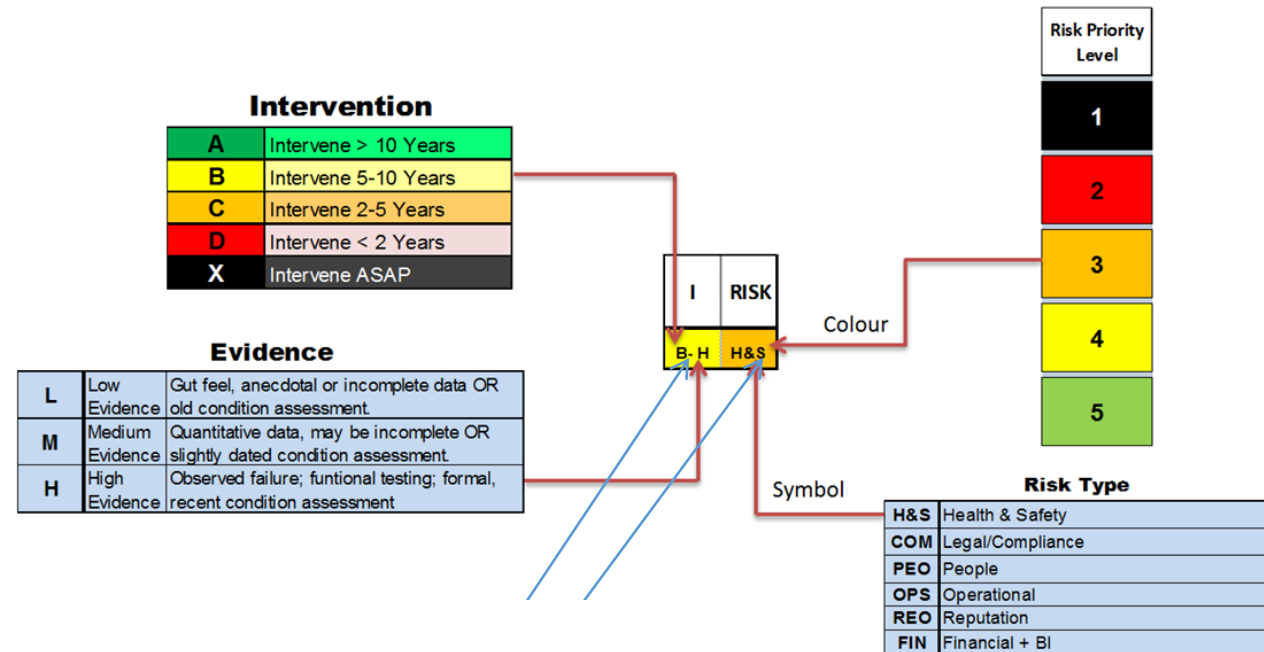 Risk Priority
Level
1
2
3
4
5
Intervention
A Intervene > 10 Years
B Intervene 5-10 Years
C Intervene 2-5 Years
D Intervene < 2 Years
X Intervene ASAP
I RISK
B- H H&S
Colour
Symbol
Evidence
L Low Evidence Gut feel, anecdotal or incomplete data OR
old condition assessment.
M Medium Evidence Quantitative data, may be incomplete OR
slightly dated condition assessment.
H High Evidence Observed failure; funtional testing; formal,
recent condition assessment
Risk Type
H&S Health & Safety
COM Legal/Compliance
PEO People
OPS Operational
REO Reputation
FIN Financial + BI